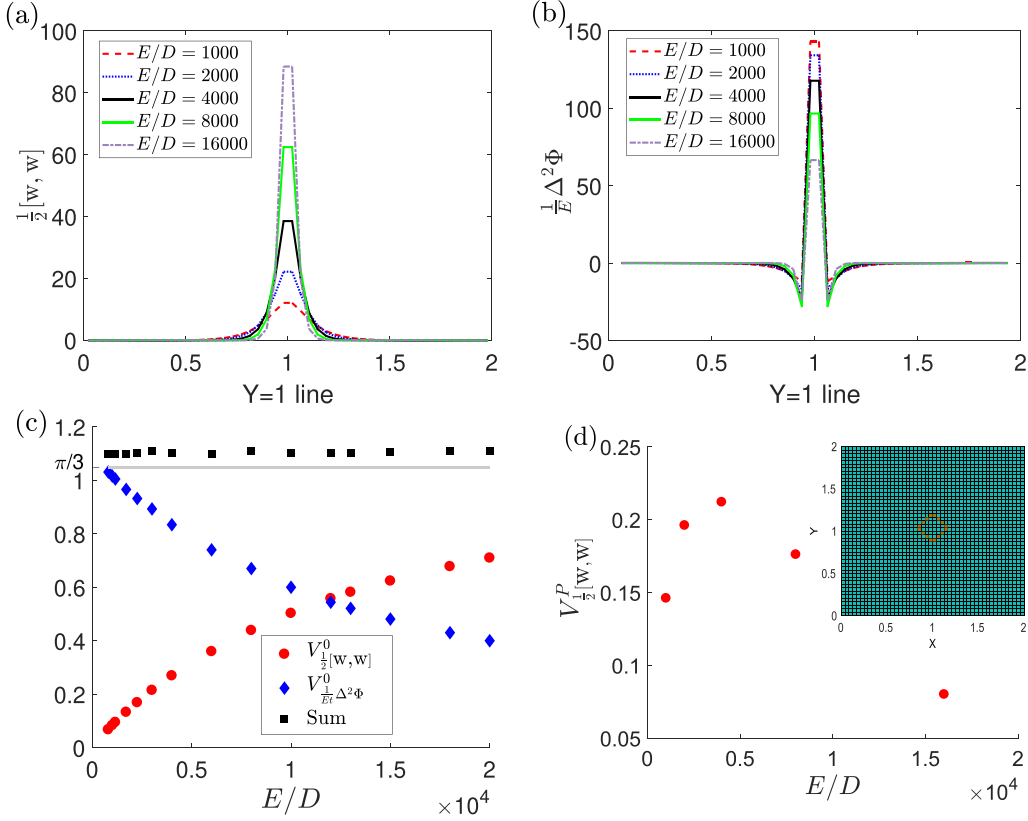 (a)
100
80
60
40
20
0
½[w, w]
E/D = 1000
E/D = 2000
E/D = 4000
E/D = 8000
E/D = 16000
0 0.5 1 1.5 2
Y=1 line
(b)
150
100
50
0
-50
1/E Δ²Φ
E/D = 1000
E/D = 2000
E/D = 4000
E/D = 8000
E/D = 16000
0 0.5 1 1.5 2
Y=1 line
(c)
1.2
π/3
1
0.8
0.6
0.4
0.2
0
V⁰_{½[w,w]}
V⁰_{1/Et Δ²Φ}
Sum
0 0.5 1 1.5 2
E/D
×10⁴
(d)
0.25
0.2
0.15
0.1
0.05
V^P_{½[w,w]}
2
1.5
1
0.5
0
Y
0 0.5 1 1.5 2
X
0 0.5 1 1.5 2
E/D
×10⁴